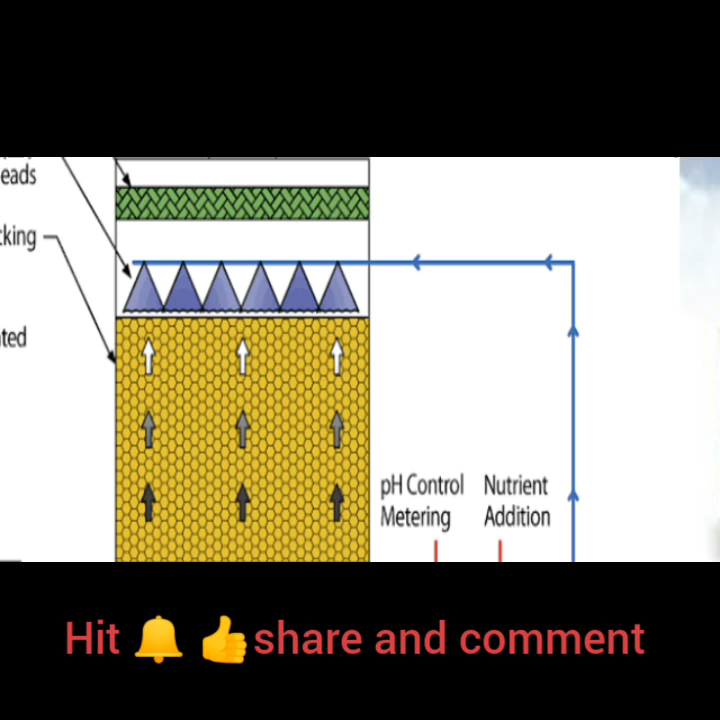 eads
cking
ted
pH Control
Metering
Nutrient
Addition
Hit 🔔 👍 share and comment